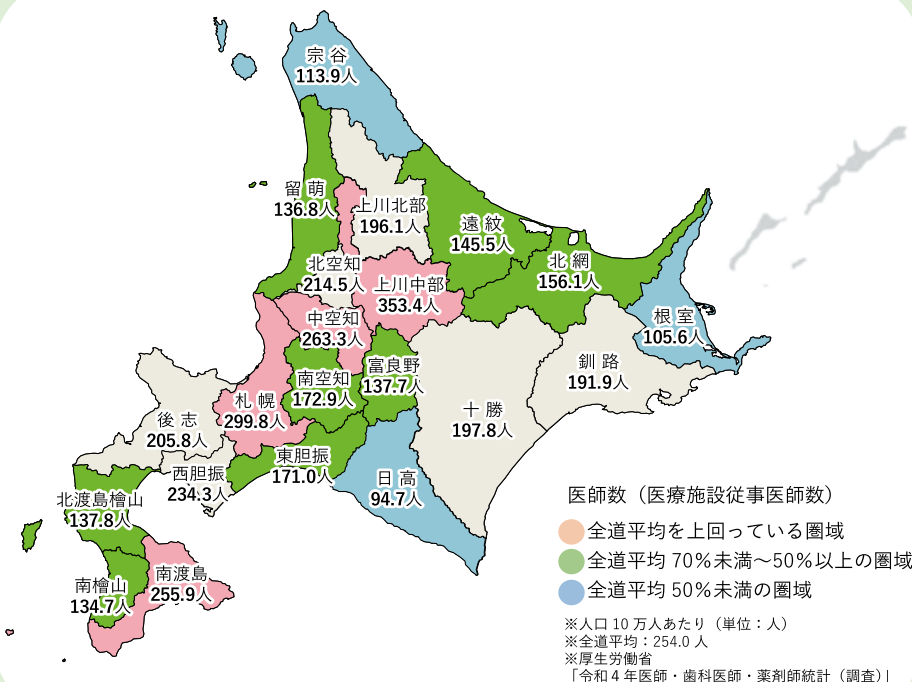 宗谷
113.9人
留萌
136.8人
上川北部
196.1人
遠紋
145.5人
北網
156.1人
北空知
214.5人
上川中部
353.4人
中空知
263.3人
根室
105.6人
富良野
137.7人
釧路
191.9人
南空知
172.9人
札幌
299.8人
十勝
197.8人
後志
205.8人
東胆振
171.0人
西胆振
234.3人
日高
94.7人
北渡島檜山
137.8人
南渡島
255.9人
南檜山
134.7人
医師数（医療施設従事医師数）
全道平均を上回っている圏域
全道平均 70％未満～50％以上の圏域
全道平均 50％未満の圏域
※人口 10 万人あたり（単位：人）
※全道平均：254.0 人
※厚生労働省
「令和４年医師・歯科医師・薬剤師統計（調査）」